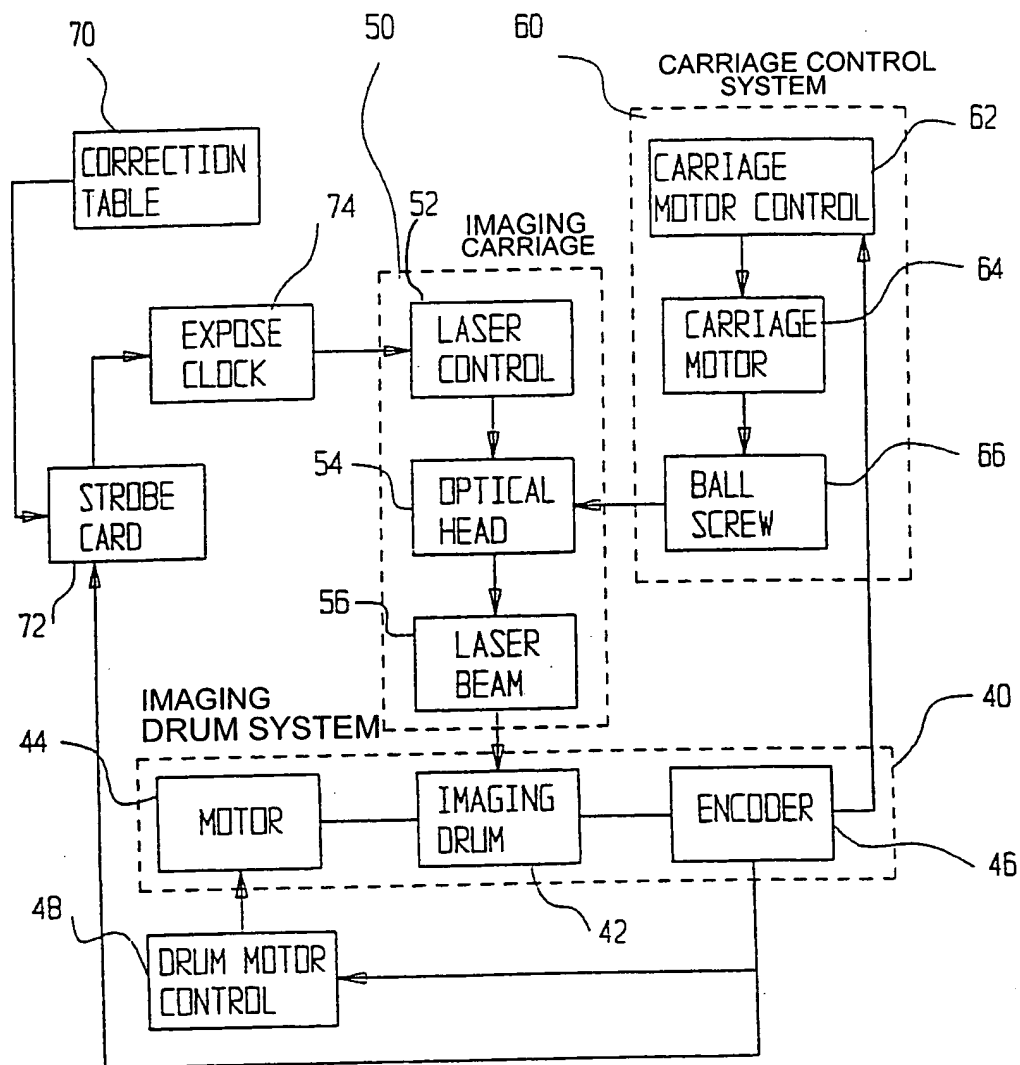 70
50
60
CARRIAGE CONTROL
SYSTEM
62
CORRECTION
TABLE
CARRIAGE
MOTOR CONTROL
74
52
IMAGING
CARRIAGE
64
EXPOSE
CLOCK
LASER
CONTROL
CARRIAGE
MOTOR
54
66
STROBE
CARD
OPTICAL
HEAD
BALL
SCREW
72
56
LASER
BEAM
IMAGING
DRUM SYSTEM
40
44
MOTOR
IMAGING
DRUM
ENCODER
46
48
42
DRUM MOTOR
CONTROL